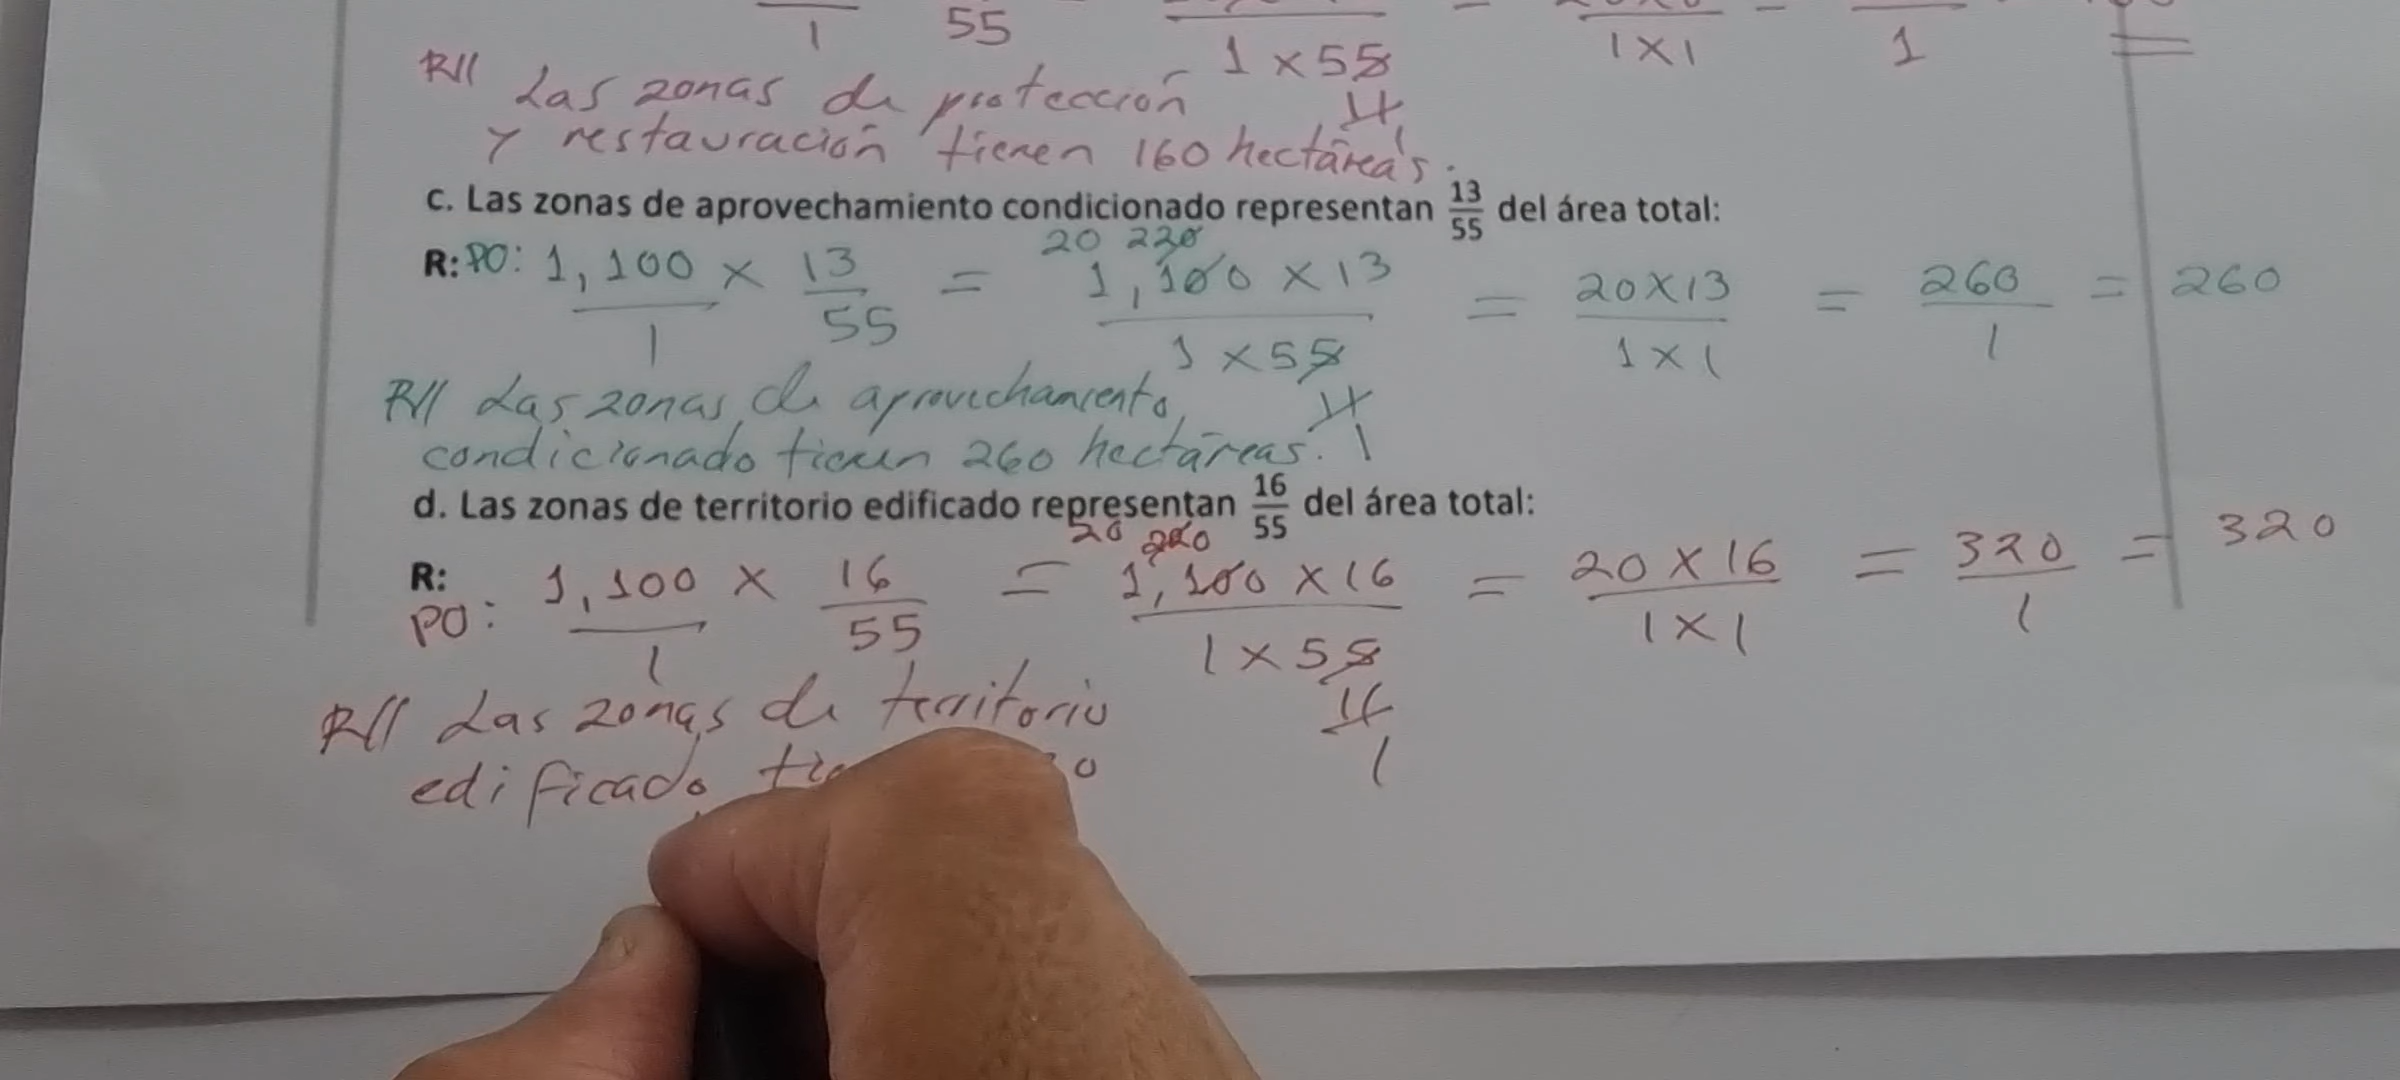 1 55 1 x 55 1 x 1 1
11
R// Las zonas de protección
y restauración tienen 160 hectáreas.
c. Las zonas de aprovechamiento condicionado representan 13/55 del área total:
20 220
R: PO: 1,100/1 x 13/55 = 1,100 x 13 / 1 x 55 = 20 x 13 / 1 x 1 = 260/1 = 260
11
1
R// Las zonas de aprovechamiento
condicionado tienen 260 hectáreas.
d. Las zonas de territorio edificado representan 16/55 del área total:
20 220
R:
PO: 1,100/1 x 16/55 = 1,100 x 16 / 1 x 55 = 20 x 16 / 1 x 1 = 320/1 = 320
11
1
R// Las zonas de territorio
edificado